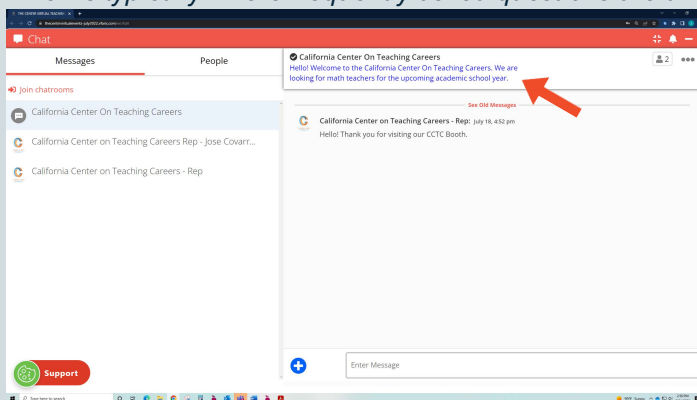 Chat
Messages
People
Join chatrooms
California Center On Teaching Careers
California Center on Teaching Careers Rep - Jose Covarr...
California Center on Teaching Careers - Rep
Support
California Center On Teaching Careers
Hello! Welcome to the California Center On Teaching Careers. We are
looking for math teachers for the upcoming academic school year.
2
See Old Messages
California Center on Teaching Careers - Rep: July 18, 4:52 pm
Hello! Thank you for visiting our CCTC Booth.
Enter Message
Type here to search